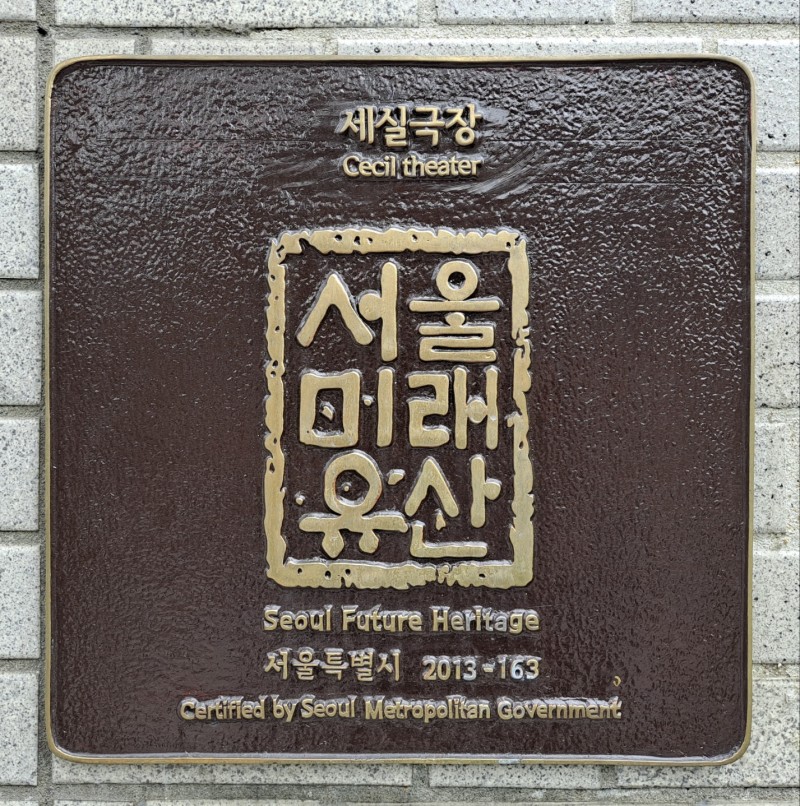 세실극장
Cecil theater
서울
미래
유산
Seoul Future Heritage
서울특별시 2013-163
Certified by Seoul Metropolitan Government